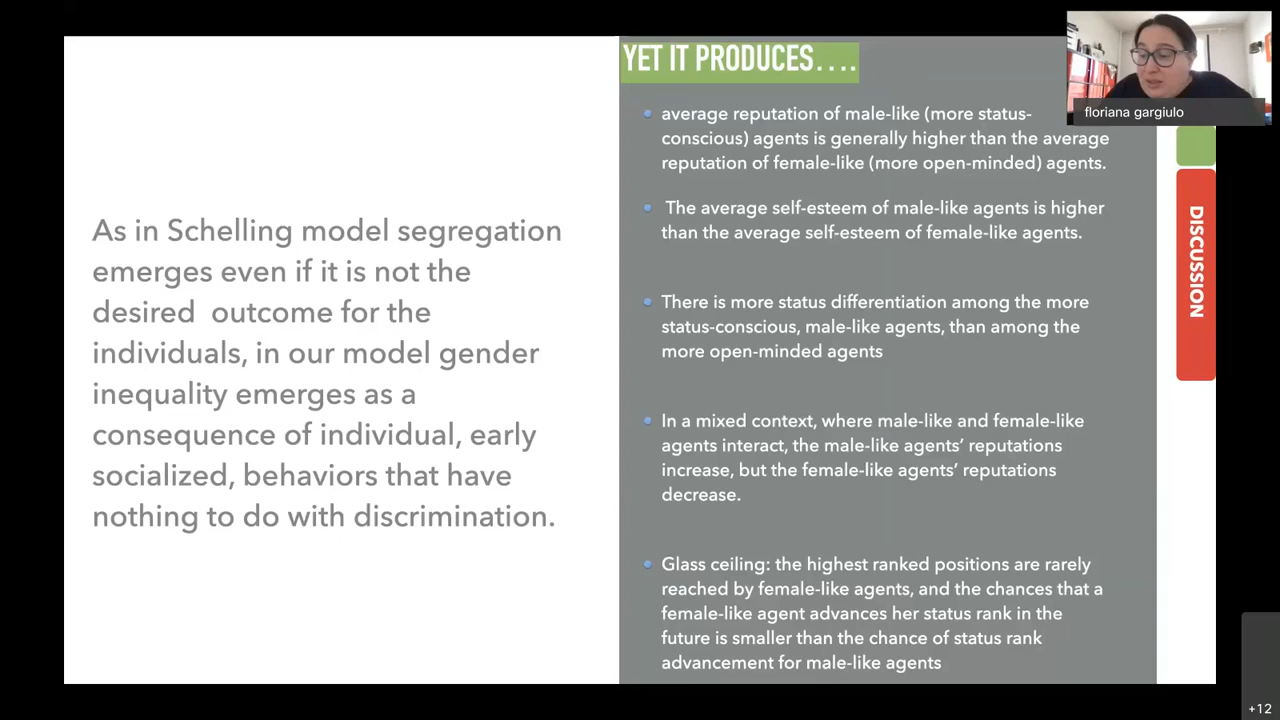 As in Schelling model segregation
emerges even if it is not the
desired outcome for the
individuals, in our model gender
inequality emerges as a
consequence of individual, early
socialized, behaviors that have
nothing to do with discrimination.
YET IT PRODUCES....
average reputation of male-like (more status-
conscious) agents is generally higher than the average
reputation of female-like (more open-minded) agents.
The average self-esteem of male-like agents is higher
than the average self-esteem of female-like agents.
There is more status differentiation among the more
status-conscious, male-like agents, than among the
more open-minded agents
In a mixed context, where male-like and female-like
agents interact, the male-like agents’ reputations
increase, but the female-like agents’ reputations
decrease.
Glass ceiling: the highest ranked positions are rarely
reached by female-like agents, and the chances that a
female-like agent advances her status rank in the
future is smaller than the chance of status rank
advancement for male-like agents
floriana gargiulo
DISCUSSION
+12